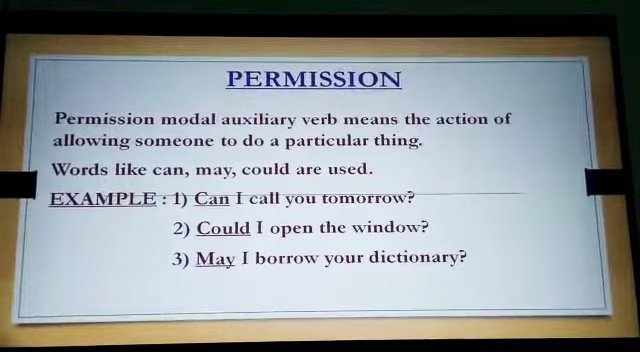 PERMISSION
Permission modal auxiliary verb means the action of
allowing someone to do a particular thing.
Words like can, may, could are used.
EXAMPLE : 1) Can I call you tomorrow?
2) Could I open the window?
3) May I borrow your dictionary?